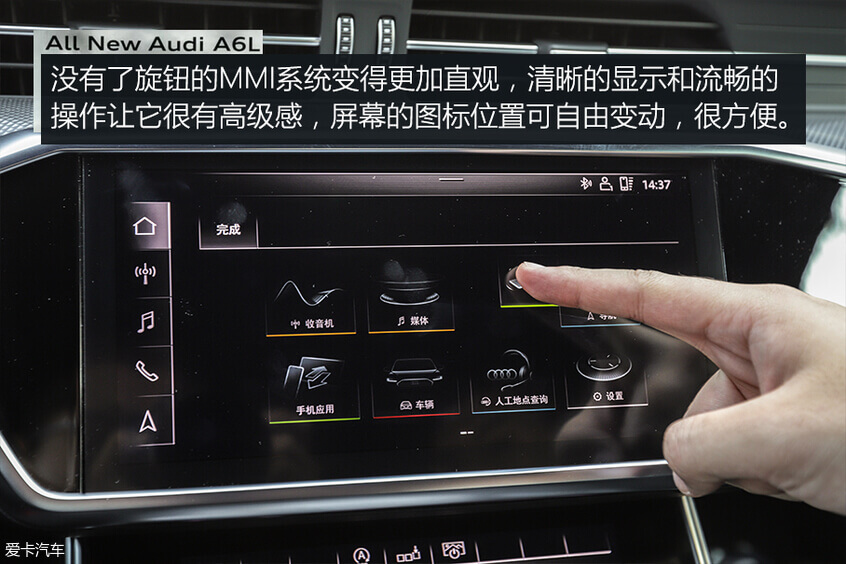 All New Audi A6L
没有了旋钮的MMI系统变得更加直观，清晰的显示和流畅的
操作让它很有高级感，屏幕的图标位置可自由变动，很方便。
14:37
完成
收音机
媒体
手机应用
车辆
人工地点查询
设置
爱卡汽车